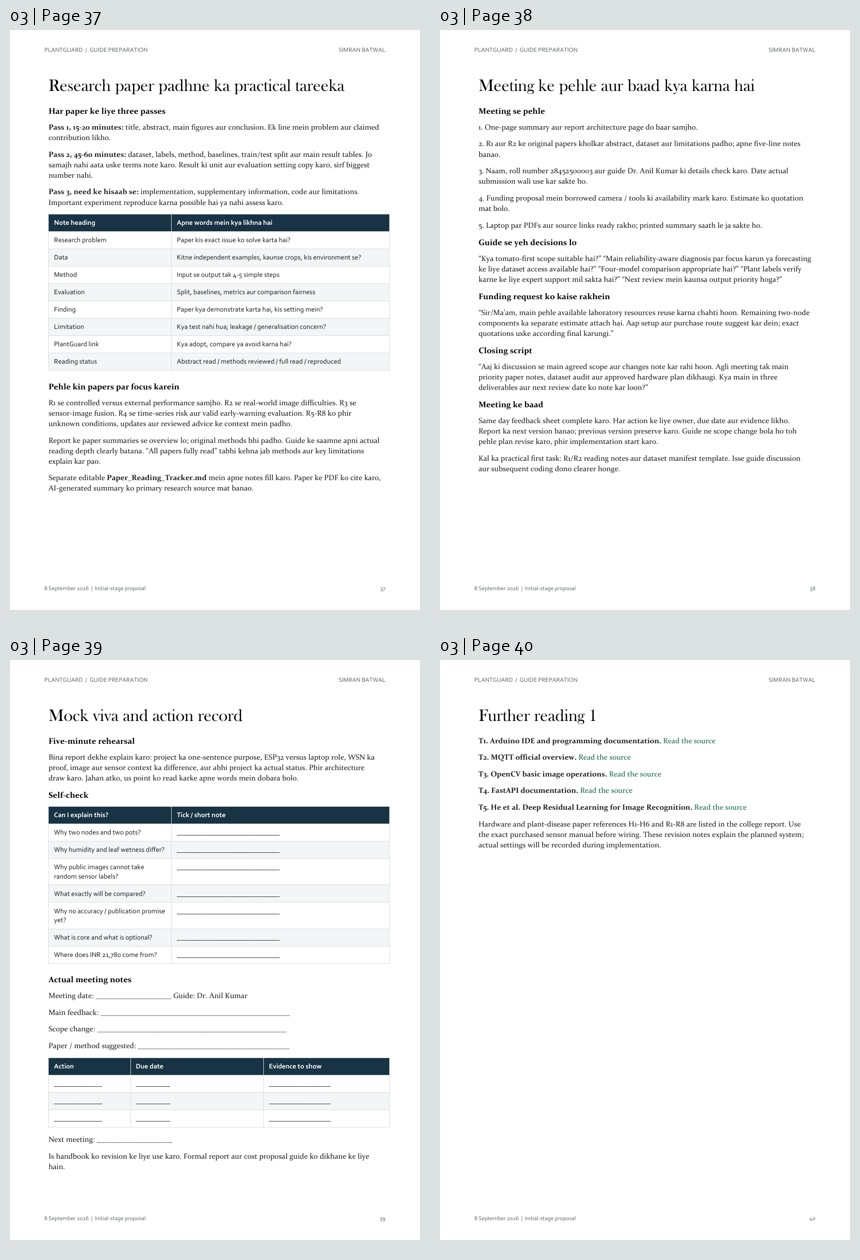 03 | Page 37
PLANTGUARD / GUIDE PREPARATION
SIMRAN BATWAL
Research paper padhne ka practical tareeka
Har paper ke liye three passes
Pass 1, 15-20 minutes: title, abstract, main figures aur conclusion. Ek line mein problem aur claimed
contribution likho.
Pass 2, 45-60 minutes: dataset, labels, method, baselines, train/test split aur main result tables. Jo
samajh nahi aata uske terms note karo. Result ki unit aur evaluation setting copy karo, sirf biggest
number nahi.
Pass 3, need ke hisaab se: implementation, supplementary information, code aur limitations.
Important experiment reproduce karna possible hai ya nahi assess karo.
Note heading Apne words mein kya likhna hai
Research problem Paper kis exact issue ko solve karta hai?
Data Kitne independent examples, kaunse crops, kis environment se?
Method Input se output tak 4-5 simple steps
Evaluation Split, baselines, metrics aur comparison fairness
Finding Paper kya demonstrate karta hai, kis setting mein?
Limitation Kya test nahi hua; leakage / generalisation concern?
PlantGuard link Kya adopt, compare ya avoid karna hai?
Reading status Abstract read / methods reviewed / full read / reproduced
Pehle kin papers par focus karein
R1 se controlled versus external performance samjho. R2 se real-world image difficulties. R3 se
sensor-image fusion. R4 se time-series risk aur valid early-warning evaluation. R5-R8 ko phir
unknown conditions, updates aur reviewed advice ke context mein padho.
Report ke paper summaries se overview lo; original methods bhi padho. Guide ke saamne apni actual
reading depth clearly batana. “All papers fully read” tabhi kehna jab methods aur key limitations
explain kar pao.
Separate editable Paper_Reading_Tracker.md mein apne notes fill karo. Paper ke PDF ko cite karo,
AI-generated summary ko primary research source mat banao.
8 September 2026 | Initial-stage proposal
37
03 | Page 38
PLANTGUARD / GUIDE PREPARATION
SIMRAN BATWAL
Meeting ke pehle aur baad kya karna hai
Meeting se pehle
1. One-page summary aur report architecture page do baar samjho.
2. R1 aur R2 ke original papers kholkar abstract, dataset aur limitations padho; apne five-line notes
banao.
3. Naam, roll number 2845250003 aur guide Dr. Anil Kumar ki details check karo. Date actual
submission wali use kar sakte ho.
4. Funding proposal mein borrowed camera / tools ki availability mark karo. Estimate ko quotation
mat bolo.
5. Laptop par PDFs aur source links ready rakho; printed summary saath le ja sakte ho.
Guide se yeh decisions lo
“Kya tomato-first scope suitable hai?” “Main reliability-aware diagnosis par focus karun ya forecasting
ke liye dataset access available hai?” “Four-model comparison appropriate hai?” “Plant labels verify
karne ke liye expert support mil sakta hai?” “Next review mein kaunsa output priority hoga?”
Funding request ko kaise rakhein
“Sir/Ma'am, main pehle available laboratory resources reuse karna chahti hoon. Remaining two-node
components ka separate estimate attach hai. Aap setup aur purchase route suggest kar dein; exact
quotations uske according final karungi.”
Closing script
“Aaj ki discussion se main agreed scope aur changes note kar rahi hoon. Agli meeting tak main
priority paper notes, dataset audit aur approved hardware plan dikhaugi. Kya main in three
deliverables aur next review date ko note kar loon?”
Meeting ke baad
Same day feedback sheet complete karo. Har action ke liye owner, due date aur evidence likho.
Report ka next version banao; previous version preserve karo. Guide ne scope change bola ho toh
pehle plan revise karo, phir implementation start karo.
Kal ka practical first task: R1/R2 reading notes aur dataset manifest template. Isse guide discussion
aur subsequent coding dono clearer honge.
8 September 2026 | Initial-stage proposal
38
03 | Page 39
PLANTGUARD / GUIDE PREPARATION
SIMRAN BATWAL
Mock viva and action record
Five-minute rehearsal
Bina report dekhe explain karo: project ka one-sentence purpose, ESP32 versus laptop role, WSN ka
proof, image aur sensor context ka difference, aur abhi project ka actual status. Phir architecture
draw karo. Jahan atko, us point ko read karke apne words mein dobara bolo.
Self-check
Can I explain this? Tick / short note
Why two nodes and two pots? ____________________
Why humidity and leaf wetness differ? ____________________
Why public images cannot take
random sensor labels? ____________________
What exactly will be compared? ____________________
Why no accuracy / publication promise
yet? ____________________
What is core and what is optional? ____________________
Where does INR 21,780 come from? ____________________
Actual meeting notes
Meeting date: ____________________ Guide: Dr. Anil Kumar
Main feedback: ____________________
Scope change: ____________________
Paper / method suggested: ____________________
Action Due date Evidence to show
__________ __________ __________
__________ __________ __________
__________ __________ __________
Next meeting: ____________________
Is handbook ko revision ke liye use karo. Formal report aur cost proposal guide ko dikhane ke liye
hain.
8 September 2026 | Initial-stage proposal
39
03 | Page 40
PLANTGUARD / GUIDE PREPARATION
SIMRAN BATWAL
Further reading 1
T1. Arduino IDE and programming documentation. Read the source
T2. MQTT official overview. Read the source
T3. OpenCV basic image operations. Read the source
T4. FastAPI documentation. Read the source
T5. He et al. Deep Residual Learning for Image Recognition. Read the source
Hardware and plant-disease paper references H1-H6 and R1-R8 are listed in the college report. Use
the exact purchased sensor manual before wiring. These revision notes explain the planned system;
actual settings will be recorded during implementation.
8 September 2026 | Initial-stage proposal
40